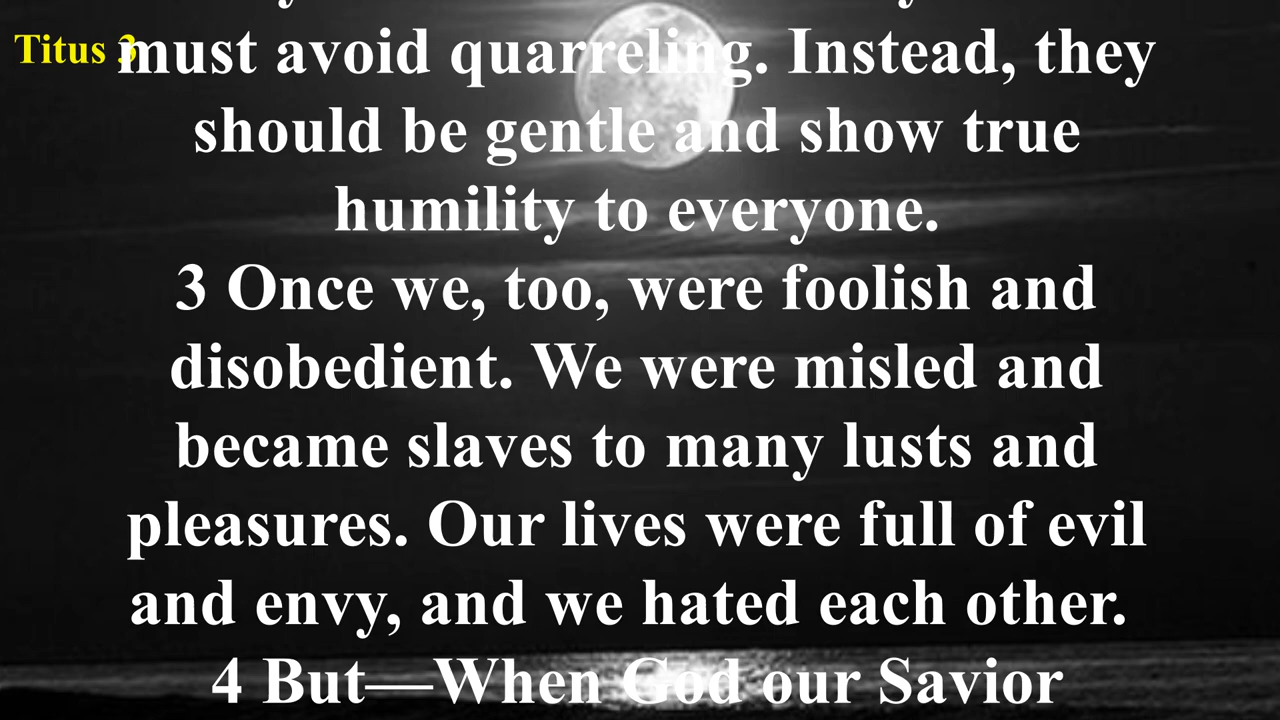 Titus 3
must avoid quarreling. Instead, they
should be gentle and show true
humility to everyone.
3 Once we, too, were foolish and
disobedient. We were misled and
became slaves to many lusts and
pleasures. Our lives were full of evil
and envy, and we hated each other.
4 But—When God our Savior